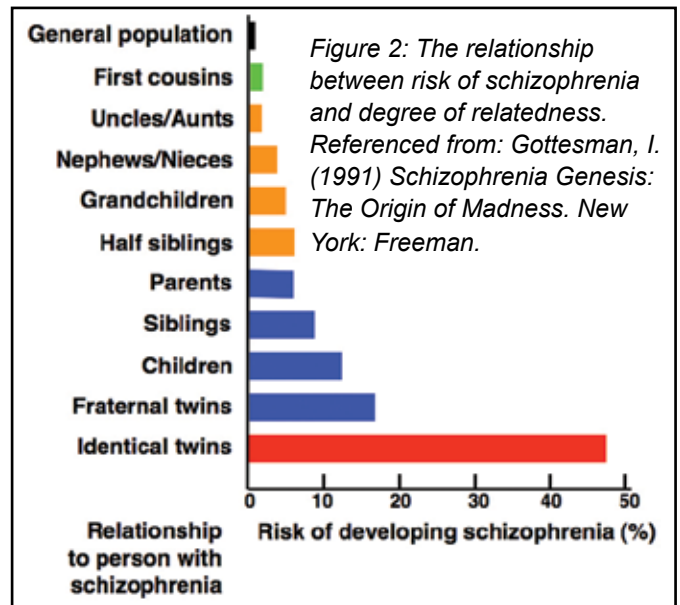 General population
First cousins
Uncles/Aunts
Nephews/Nieces
Grandchildren
Half siblings
Parents
Siblings
Children
Fraternal twins
Identical twins
Figure 2: The relationship
between risk of schizophrenia
and degree of relatedness.
Referenced from: Gottesman, I.
(1991) Schizophrenia Genesis:
The Origin of Madness. New
York: Freeman.
0 10 20 30 40 50
Relationship
to person with
schizophrenia
Risk of developing schizophrenia (%)